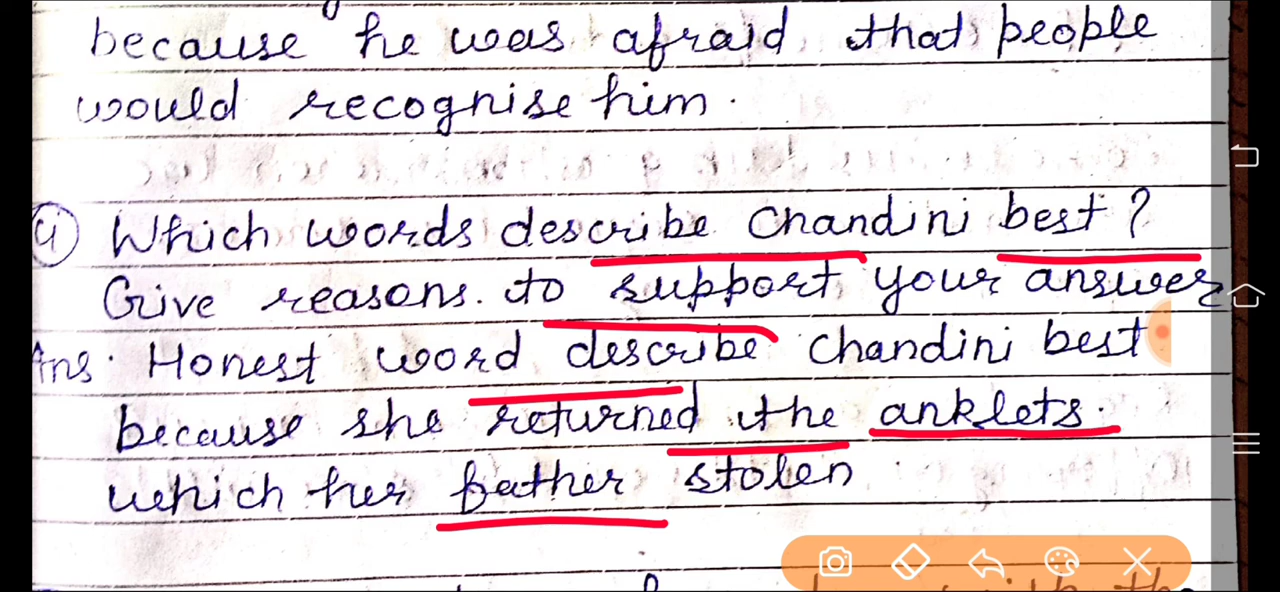 because he was afraid that people
would recognise him.
4 Which words describe Chandini best?
Give reasons. to support your answer
Ans. Honest word describe Chandini best
because she returned the anklets.
which her father stolen